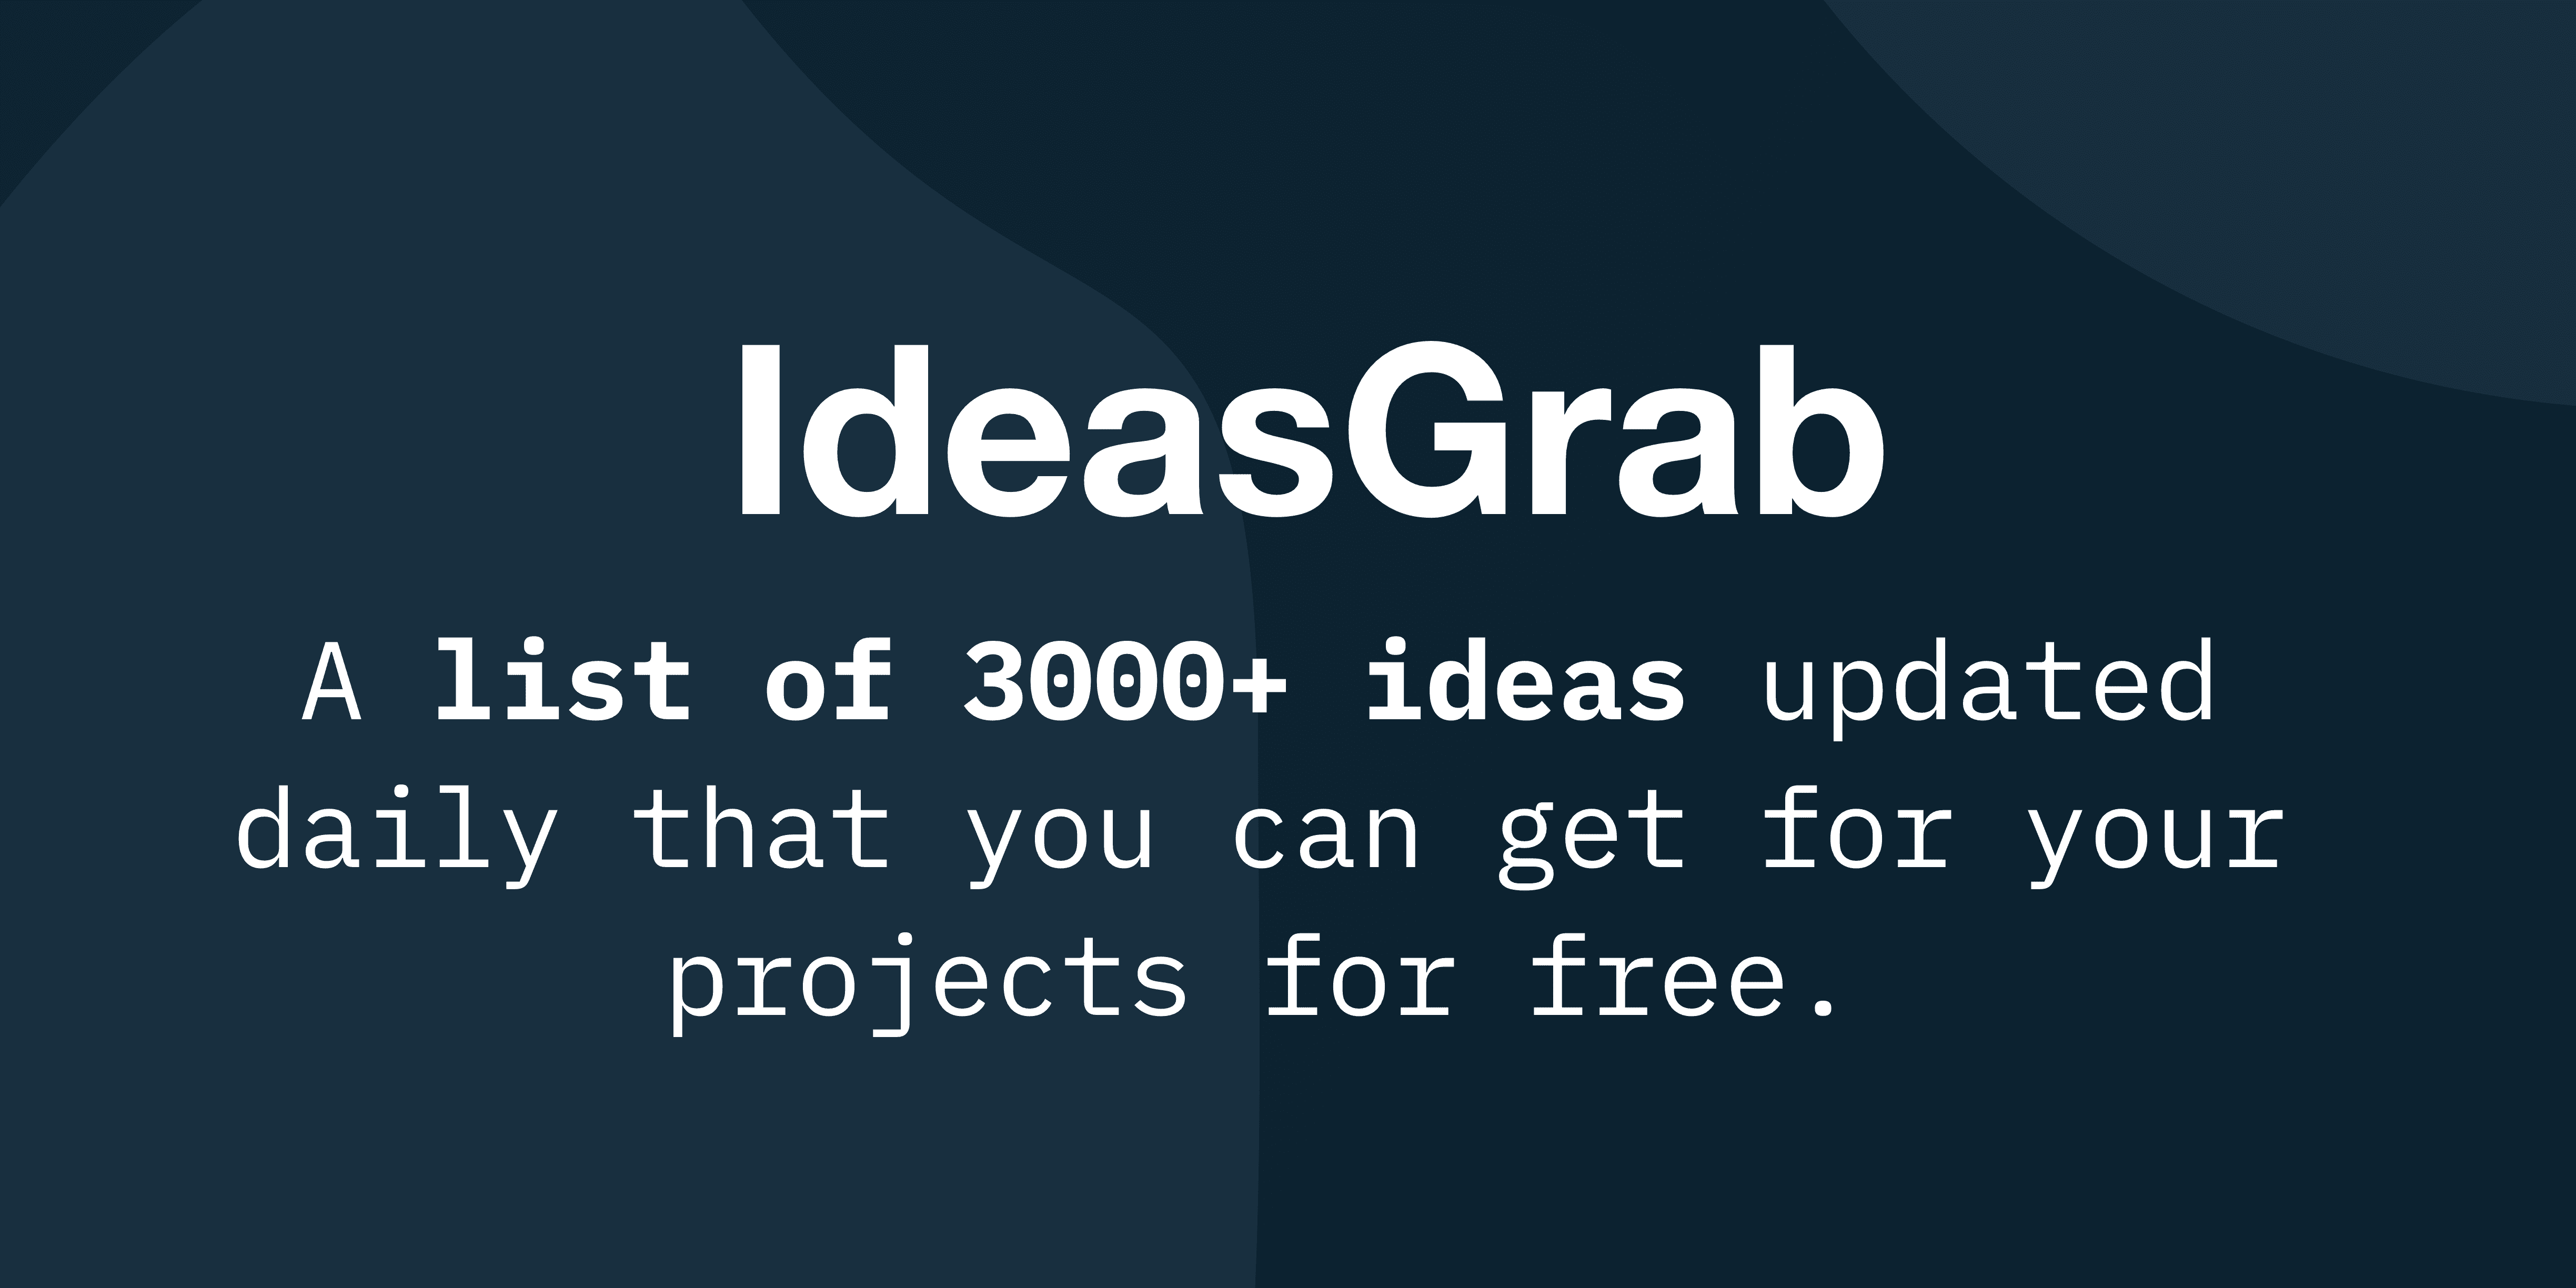 IdeasGrab
A list of 3000+ ideas updated
daily that you can get for your
projects for free.